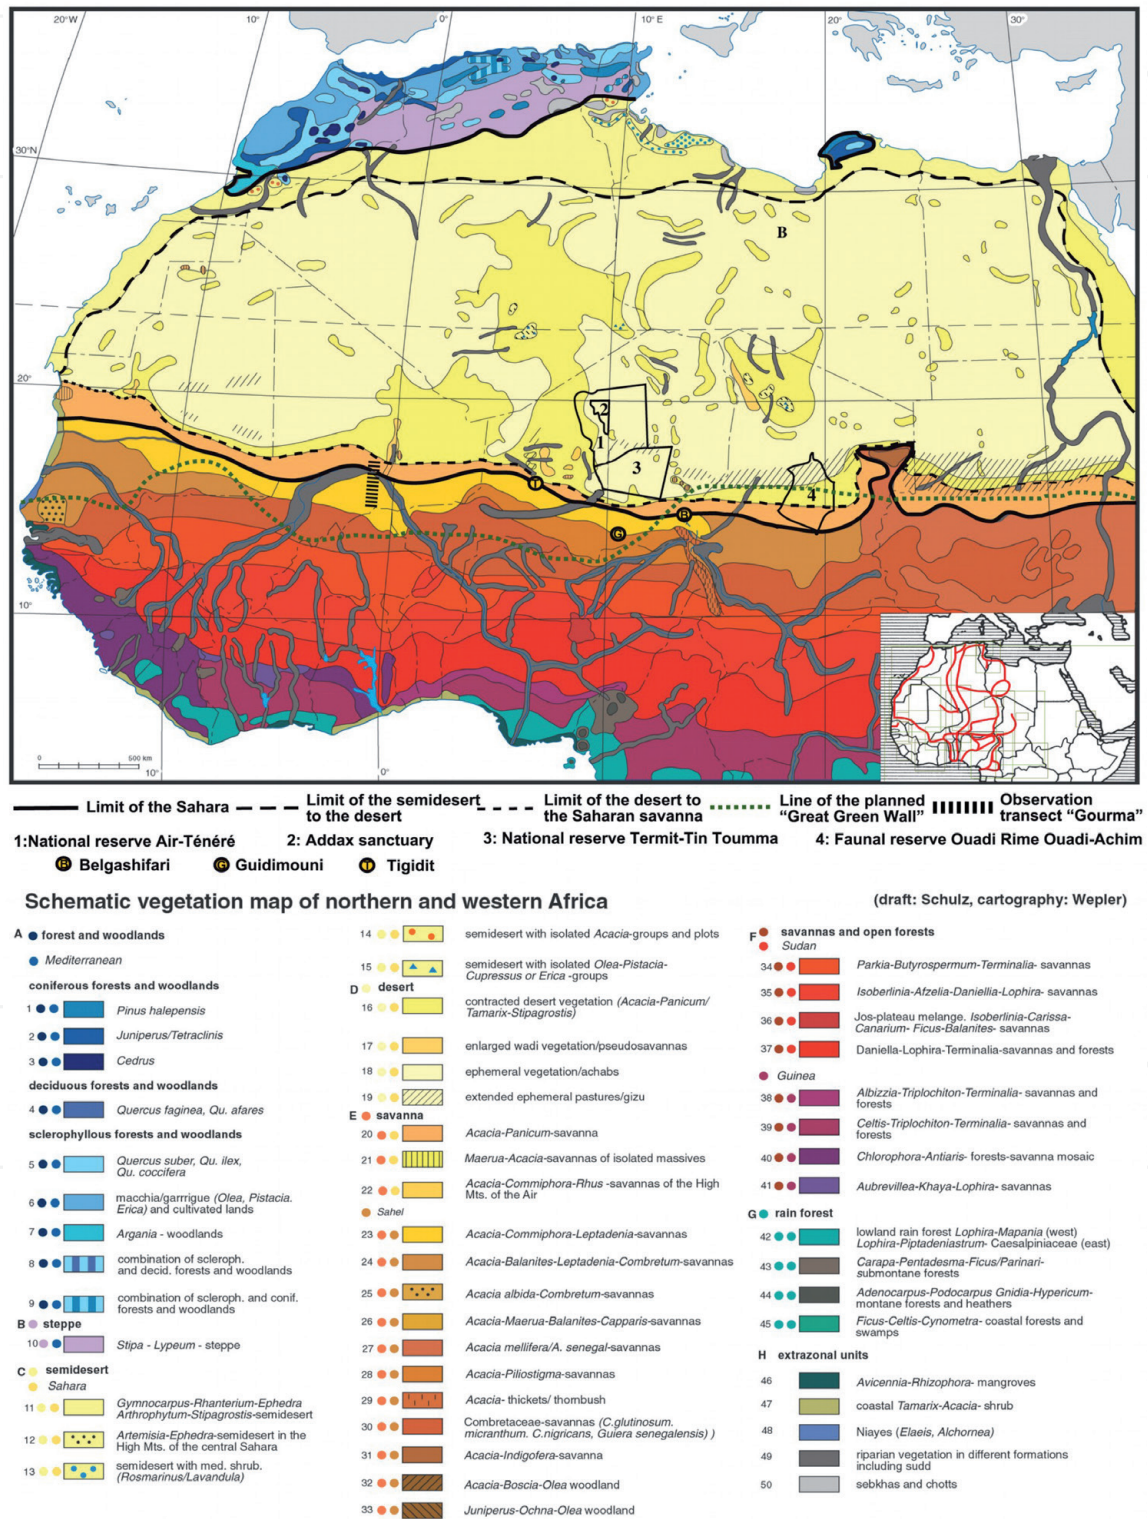 20°W
10°
0°
10° E
20°
30°
30°N
B
20°
2
1
3
4
T
B
G
10°
0 500 km
10°
0°
Limit of the Sahara
Limit of the semidesert
to the desert
Limit of the desert to
the Saharan savanna
Line of the planned
“Great Green Wall”
Observation
transect “Gourma”
1:National reserve Air-Ténéré
2: Addax sanctuary
3: National reserve Termit-Tin Toumma
4: Faunal reserve Ouadi Rime Ouadi-Achim
B Belgashifari
G Guidimouni
T Tigidit
Schematic vegetation map of northern and western Africa
(draft: Schulz, cartography: Wepler)
A forest and woodlands
Mediterranean
coniferous forests and woodlands
1 Pinus halepensis
2 Juniperus/Tetraclinis
3 Cedrus
deciduous forests and woodlands
4 Quercus faginea, Qu. afares
sclerophyllous forests and woodlands
5 Quercus suber, Qu. ilex,
Qu. coccifera
6 macchia/garrrigue (Olea, Pistacia.
Erica) and cultivated lands
7 Argania - woodlands
8 combination of scleroph.
and decid. forests and woodlands
9 combination of scleroph. and conif.
forests and woodlands
B steppe
10 Stipa - Lypeum - steppe
C semidesert
Sahara
11 Gymnocarpus-Rhanterium-Ephedra
Arthrophytum-Stipagrostis-semidesert
12 Artemisia-Ephedra-semidesert in the
High Mts. of the central Sahara
13 semidesert with med. shrub.
(Rosmarinus/Lavandula)
14 semidesert with isolated Acacia-groups and plots
15 semidesert with isolated Olea-Pistacia-
Cupressus or Erica -groups
D desert
16 contracted desert vegetation (Acacia-Panicum/
Tamarix-Stipagrostis)
17 enlarged wadi vegetation/pseudosavannas
18 ephemeral vegetation/achabs
19 extended ephemeral pastures/gizu
E savanna
20 Acacia-Panicum-savanna
21 Maerua-Acacia-savannas of isolated massives
22 Acacia-Commiphora-Rhus -savannas of the High
Mts. of the Air
Sahel
23 Acacia-Commiphora-Leptadenia-savannas
24 Acacia-Balanites-Leptadenia-Combretum-savannas
25 Acacia albida-Combretum-savannas
26 Acacia-Maerua-Balanites-Capparis-savannas
27 Acacia mellifera/A. senegal-savannas
28 Acacia-Piliostigma-savannas
29 Acacia- thickets/ thombush
30 Combretaceae-savannas (C.glutinosum.
micranthum. C.nigricans, Guiera senegalensis) )
31 Acacia-Indigofera-savanna
32 Acacia-Boscia-Olea woodland
33 Juniperus-Ochna-Olea woodland
F savannas and open forests
Sudan
34 Parkia-Butyrospermum-Terminalia- savannas
35 Isoberlinia-Afzelia-Daniellia-Lophira- savannas
36 Jos-plateau melange. Isoberlinia-Carissa-
Canarium- Ficus-Balanites- savannas
37 Daniella-Lophira-Terminalia-savannas and forests
Guinea
38 Albizzia-Triplochiton-Terminalia- savannas and
forests
39 Celtis-Triplochiton-Terminalia- savannas and
forests
40 Chlorophora-Antiaris- forests-savanna mosaic
41 Aubrevillea-Khaya-Lophira- savannas
G rain forest
42 lowland rain forest Lophira-Mapania (west)
Lophira-Piptadeniastrum- Caesalpiniaceae (east)
43 Carapa-Pentadesma-Ficus/Parinari-
submontane forests
44 Adenocarpus-Podocarpus Gnidia-Hypericum-
montane forests and heathers
45 Ficus-Celtis-Cynometra- coastal forests and
swamps
H extrazonal units
46 Avicennia-Rhizophora- mangroves
47 coastal Tamarix-Acacia- shrub
48 Niayes (Elaeis, Alchornea)
49 riparian vegetation in different formations
including sudd
50 sebkhas and chotts